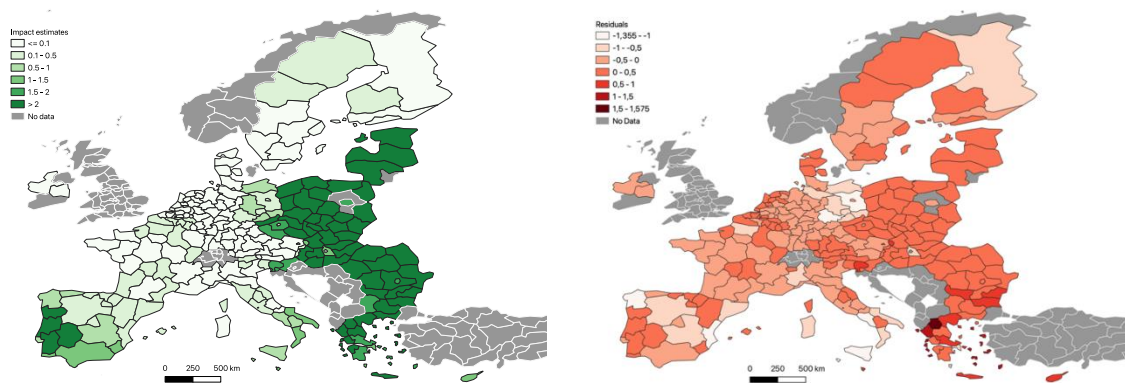 Impact estimates
<= 0.1
0.1 - 0.5
0.5 - 1
1 - 1.5
1.5 - 2
> 2
No data
0 250 500 km
Residuals
-1,355 - -1
-1 - -0,5
-0,5 - 0
0 - 0,5
0,5 - 1
1 - 1,5
1,5 - 1,575
No Data
0 250 500 km